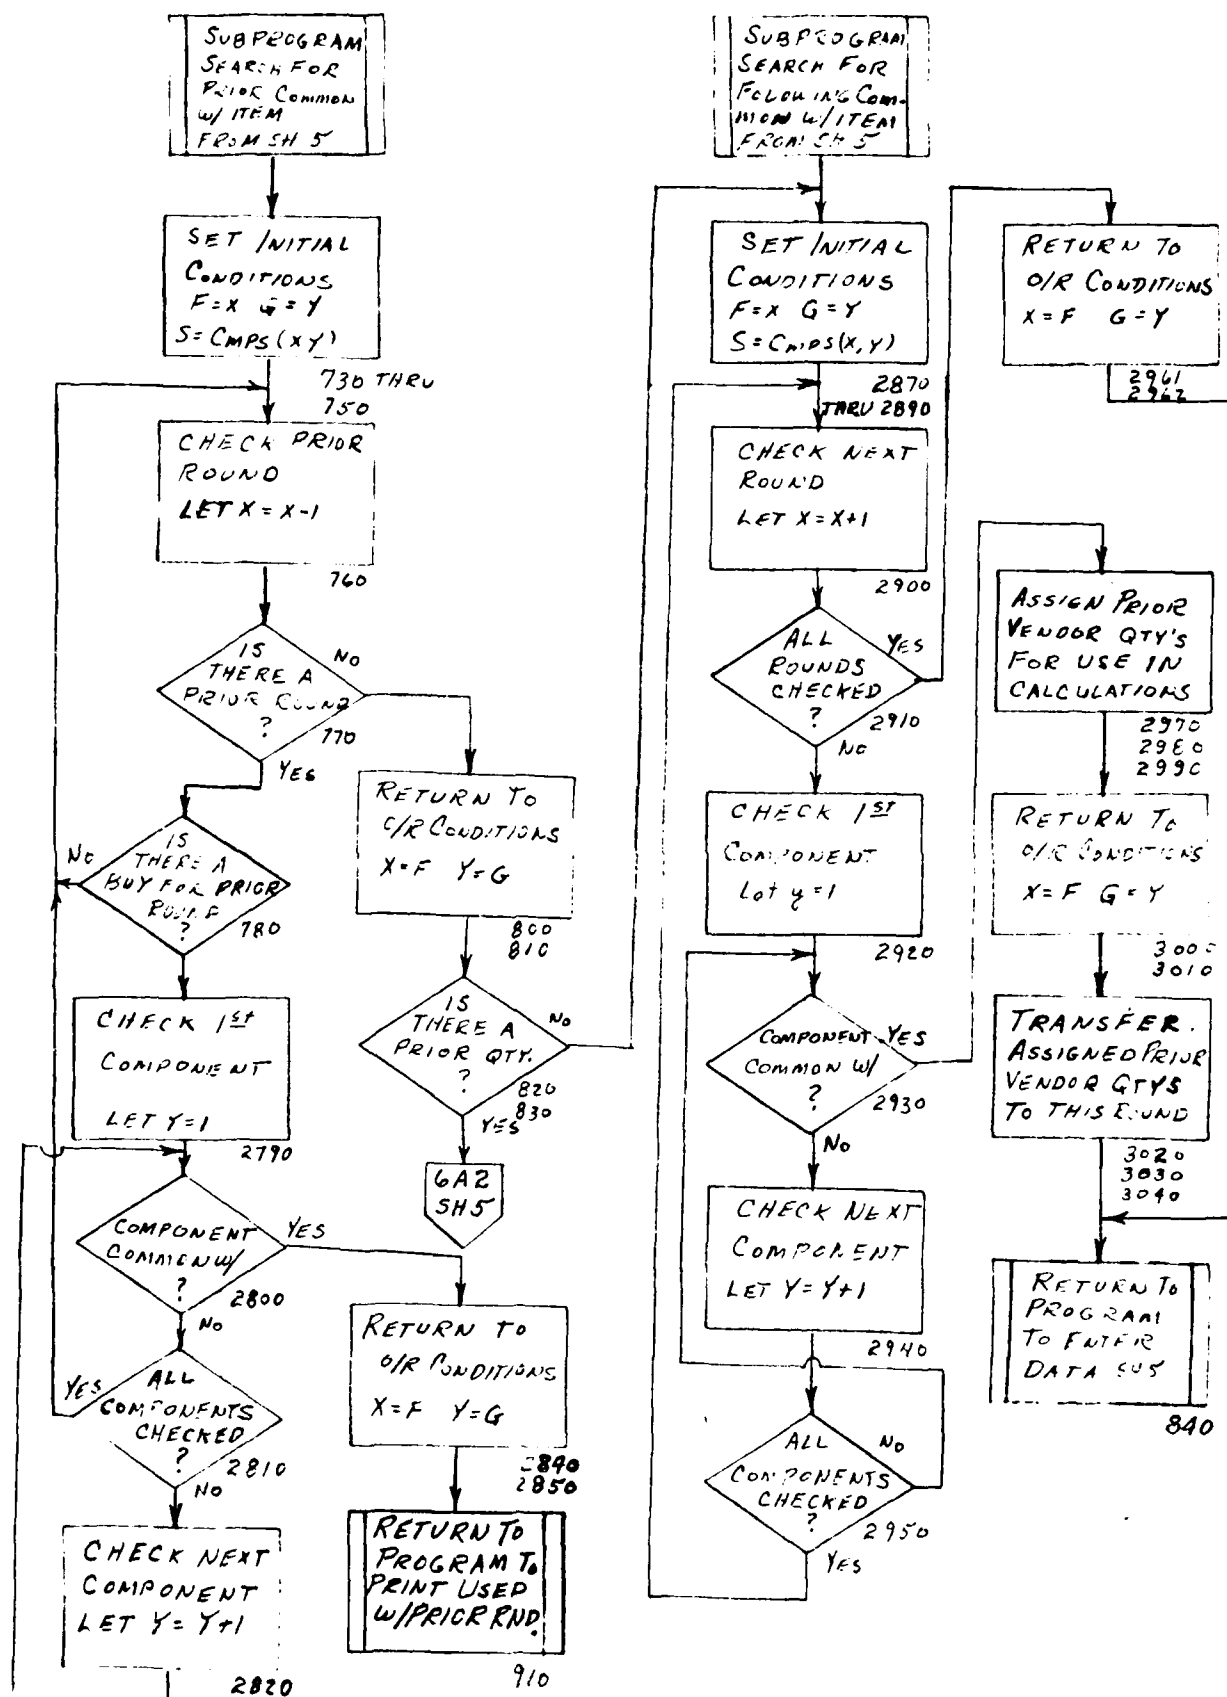 SUBPROGRAM
SEARCH FOR
PRIOR COMMON
W/ ITEM
FROM SH 5
SET INITIAL
CONDITIONS
F=X G=Y
S=CMPS(XY)
730 THRU
750
CHECK PRIOR
ROUND
LET X=X-1
760
IS
THERE A
PRIOR ROUND
?
770
NO
YES
IS
THERE A
BUY FOR PRIOR
ROUND
?
780
NO
CHECK 1ST
COMPONENT
LET Y=1
2790
COMPONENT
COMMON W/
?
2800
YES
NO
ALL
COMPONENTS
CHECKED
?
2810
YES
NO
CHECK NEXT
COMPONENT
LET Y=Y+1
2820
RETURN TO
O/R CONDITIONS
X=F Y=G
800
810
IS
THERE A
PRIOR QTY.
?
820
830
NO
YES
6A2
SH5
RETURN TO
O/R CONDITIONS
X=F Y=G
2840
2850
RETURN TO
PROGRAM TO
PRINT USED
W/PRIOR RND.
910
SUBPROGRAM
SEARCH FOR
FOLOWING COM-
MON W/ITEM
FROM SH 5
SET INITIAL
CONDITIONS
F=X G=Y
S=CMPS(X,Y)
2870
THRU 2890
CHECK NEXT
ROUND
LET X=X+1
2900
ALL
ROUNDS
CHECKED
?
2910
YES
NO
CHECK 1ST
COMPONENT
Let y=1
2920
COMPONENT
COMMON W/
?
2930
YES
NO
CHECK NEXT
COMPONENT
LET Y=Y+1
2940
ALL
COMPONENTS
CHECKED
?
2950
NO
YES
RETURN TO
O/R CONDITIONS
X=F G=Y
2961
2962
ASSIGN PRIOR
VENDOR QTY'S
FOR USE IN
CALCULATIONS
2970
2980
2990
RETURN TO
O/R CONDITIONS
X=F G=Y
3000
3010
TRANSFER.
ASSIGNED PRIOR
VENDOR QTYS
TO THIS ROUND
3020
3030
3040
RETURN TO
PROGRAM
TO ENTER
DATA SH5
840